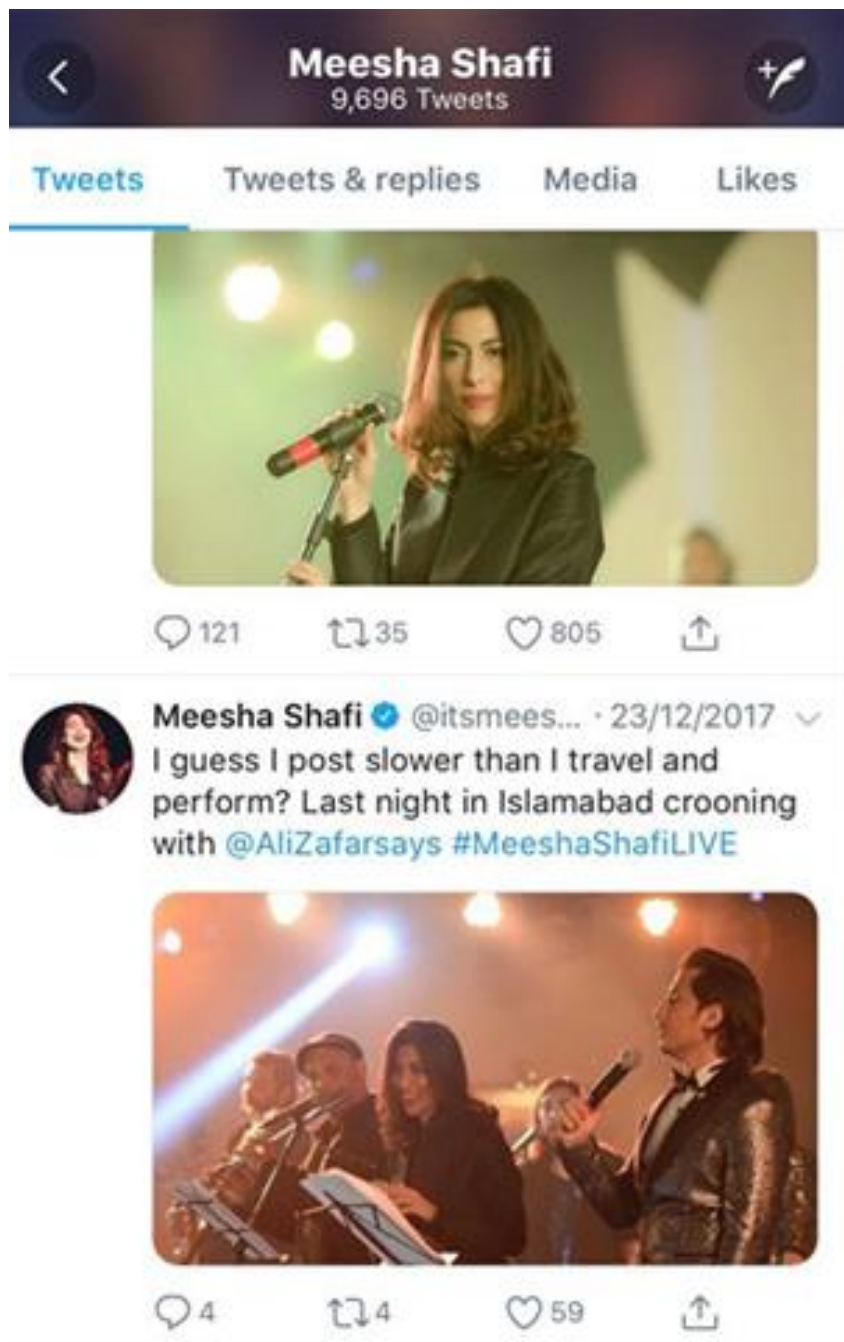 Meesha Shafi
9,696 Tweets
Tweets Tweets & replies Media Likes
121 35 805
Meesha Shafi @itsmees... · 23/12/2017
I guess I post slower than I travel and
perform? Last night in Islamabad crooning
with @AliZafarsays #MeeshaShafiLIVE
4 4 59